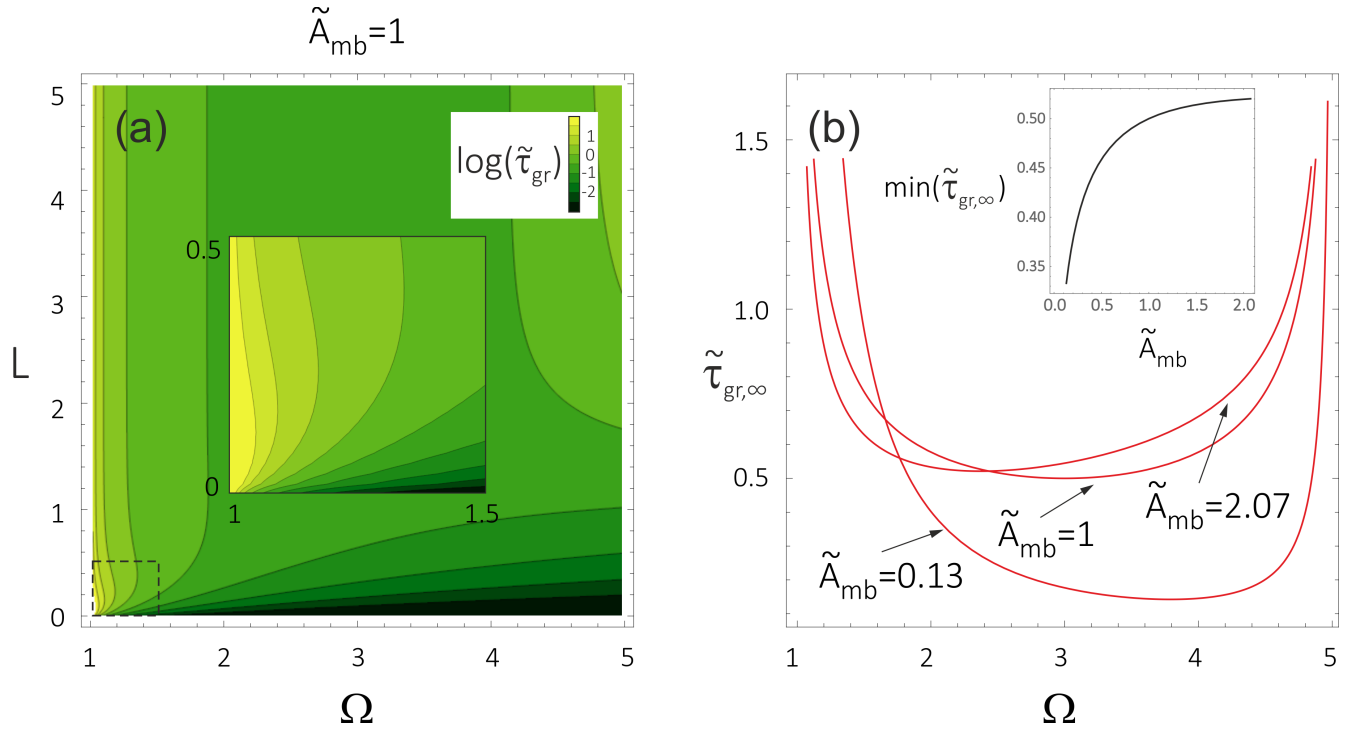 Ã_mb=1
(a)
log(τ̃_gr)
1
0
-1
-2
5
4
3
2
1
0
L
0.5
0
1
1.5
1
2
3
4
5
Ω
(b)
1.5
1.0
0.5
τ̃_gr,∞
min(τ̃_gr,∞)
0.50
0.45
0.40
0.35
0.0
0.5
1.0
1.5
2.0
Ã_mb
Ã_mb=2.07
Ã_mb=1
Ã_mb=0.13
1
2
3
4
5
Ω